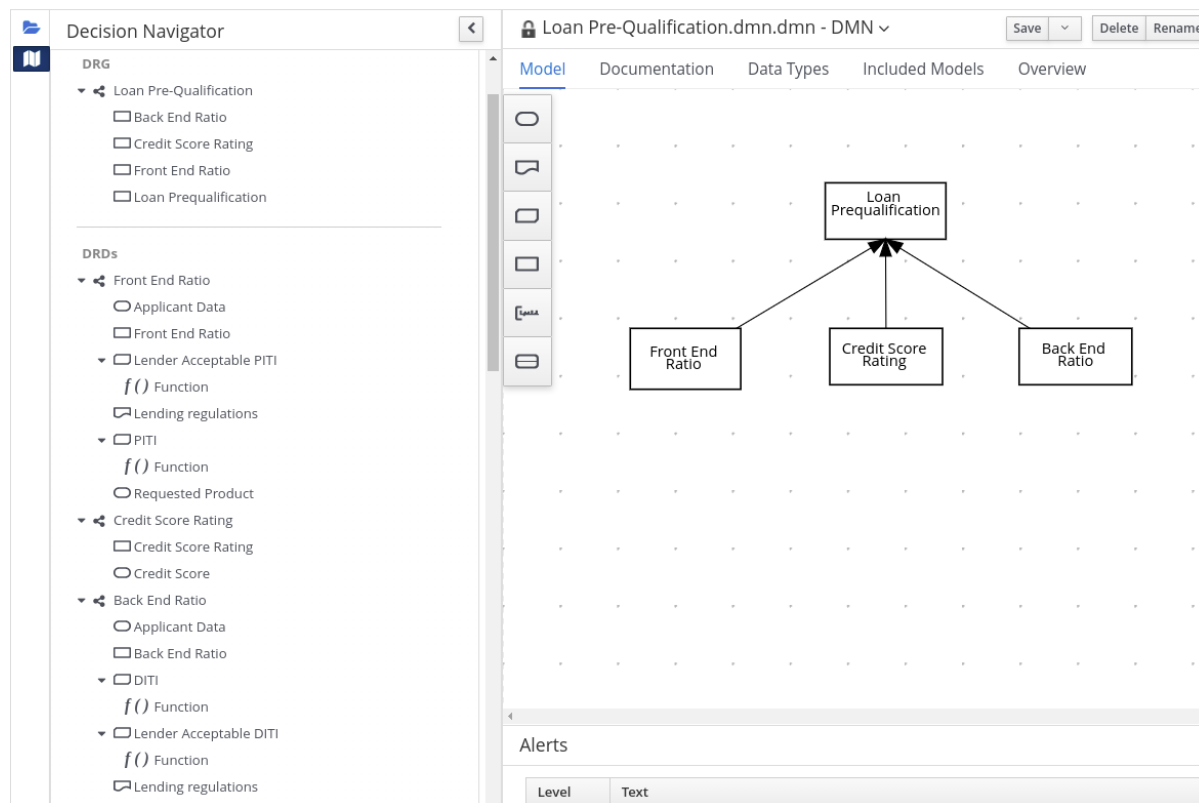 Decision Navigator
DRG
Loan Pre-Qualification
Back End Ratio
Credit Score Rating
Front End Ratio
Loan Prequalification
DRDs
Front End Ratio
Applicant Data
Front End Ratio
Lender Acceptable PITI
f () Function
Lending regulations
PITI
f () Function
Requested Product
Credit Score Rating
Credit Score Rating
Credit Score
Back End Ratio
Applicant Data
Back End Ratio
DITI
f () Function
Lender Acceptable DITI
f () Function
Lending regulations
Loan Pre-Qualification.dmn.dmn - DMN
Save
Delete
Rename
Model Documentation Data Types Included Models Overview
Loan
Prequalification
Front End
Ratio
Credit Score
Rating
Back End
Ratio
Alerts
Level Text